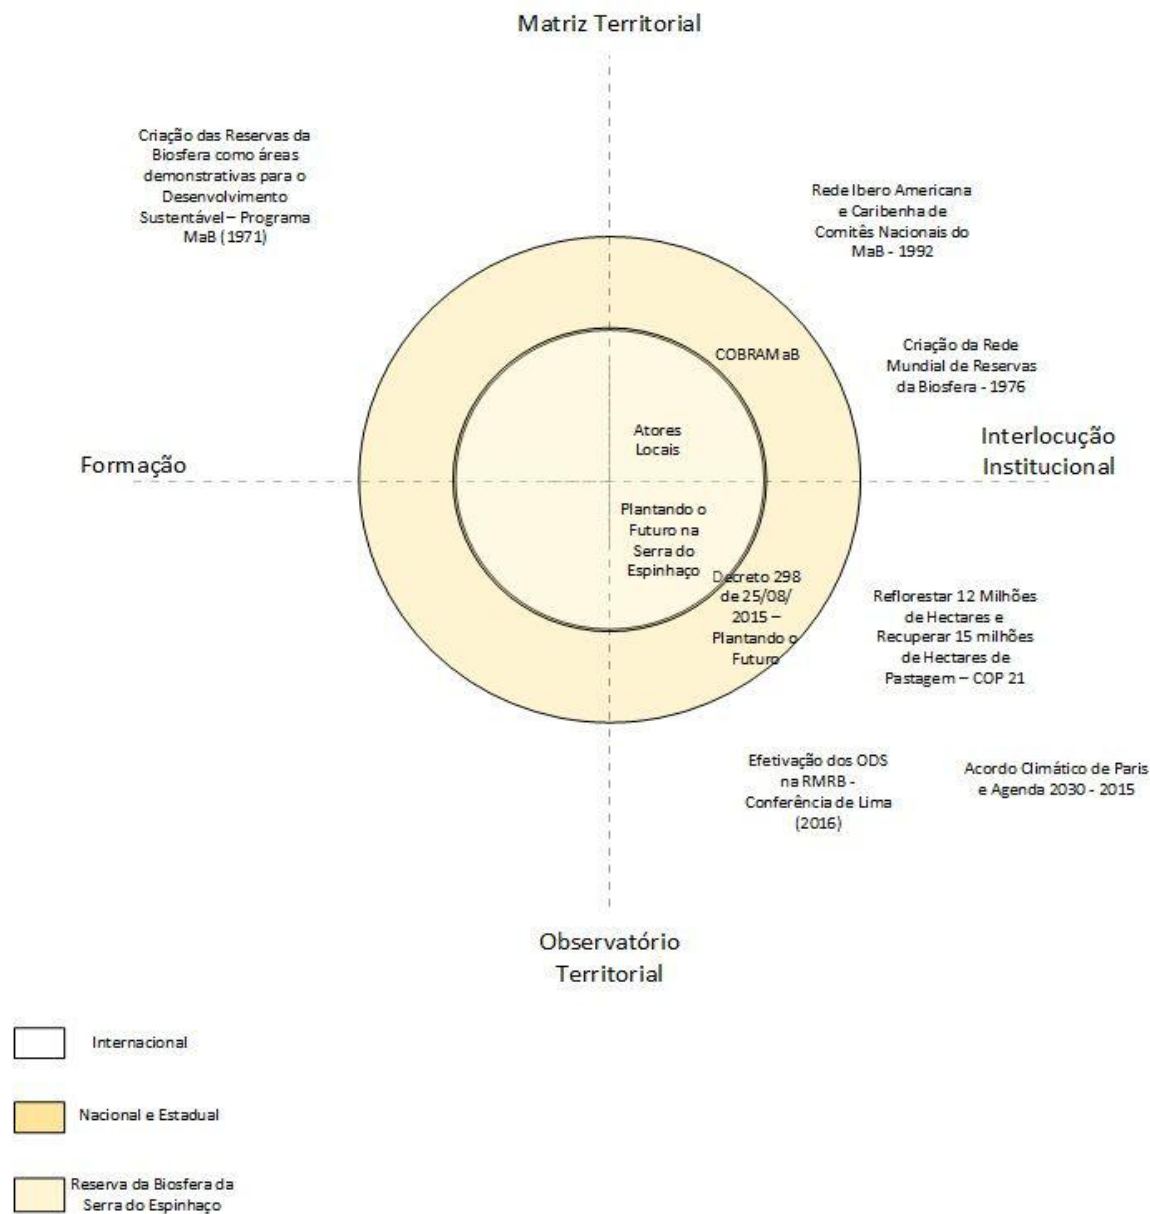 Matriz Territorial
Criação das Reservas da
Biosfera como áreas
demonstrativas para o
Desenvolvimento
Sustentável – Programa
MaB (1971)
Rede Ibero Americana
e Caribenha de
Comitês Nacionais do
MaB - 1992
COBRAMaB
Criação da Rede
Mundial de Reservas
da Biosfera - 1976
Atores
Locais
Formação
Interlocução
Institucional
Plantando o
Futuro na
Serra do
Espinhaço
Decreto 298
de 25/08/
2015 –
Plantando o
Futuro
Reflorestar 12 Milhões
de Hectares e
Recuperar 15 milhões
de Hectares de
Pastagem – COP 21
Efetivação dos ODS
na RMRB -
Conferência de Lima
(2016)
Acordo Climático de Paris
e Agenda 2030 - 2015
Observatório
Territorial
Internacional
Nacional e Estadual
Reserva da Biosfera da
Serra do Espinhaço